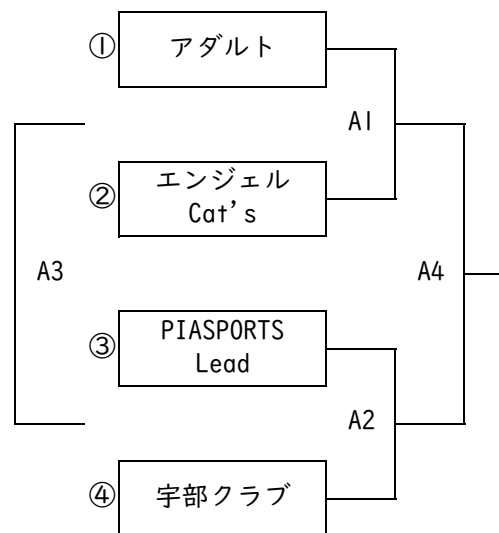 ① アダルト
A1
② エンジェル
Cat's
A3
A4
③ PIASPORTS
Lead
A2
④ 宇部クラブ